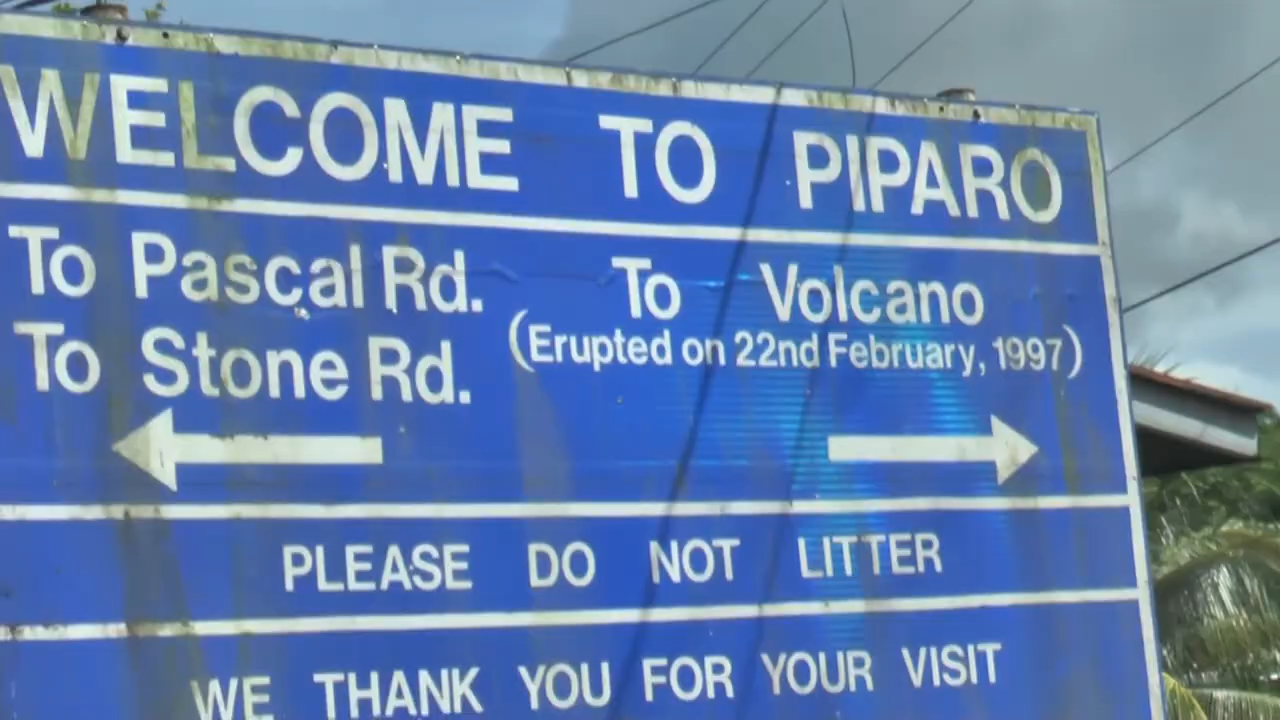 WELCOME TO PIPARO
To Pascal Rd.
To Stone Rd.
To Volcano
(Erupted on 22nd February, 1997)
PLEASE DO NOT LITTER
WE THANK YOU FOR YOUR VISIT